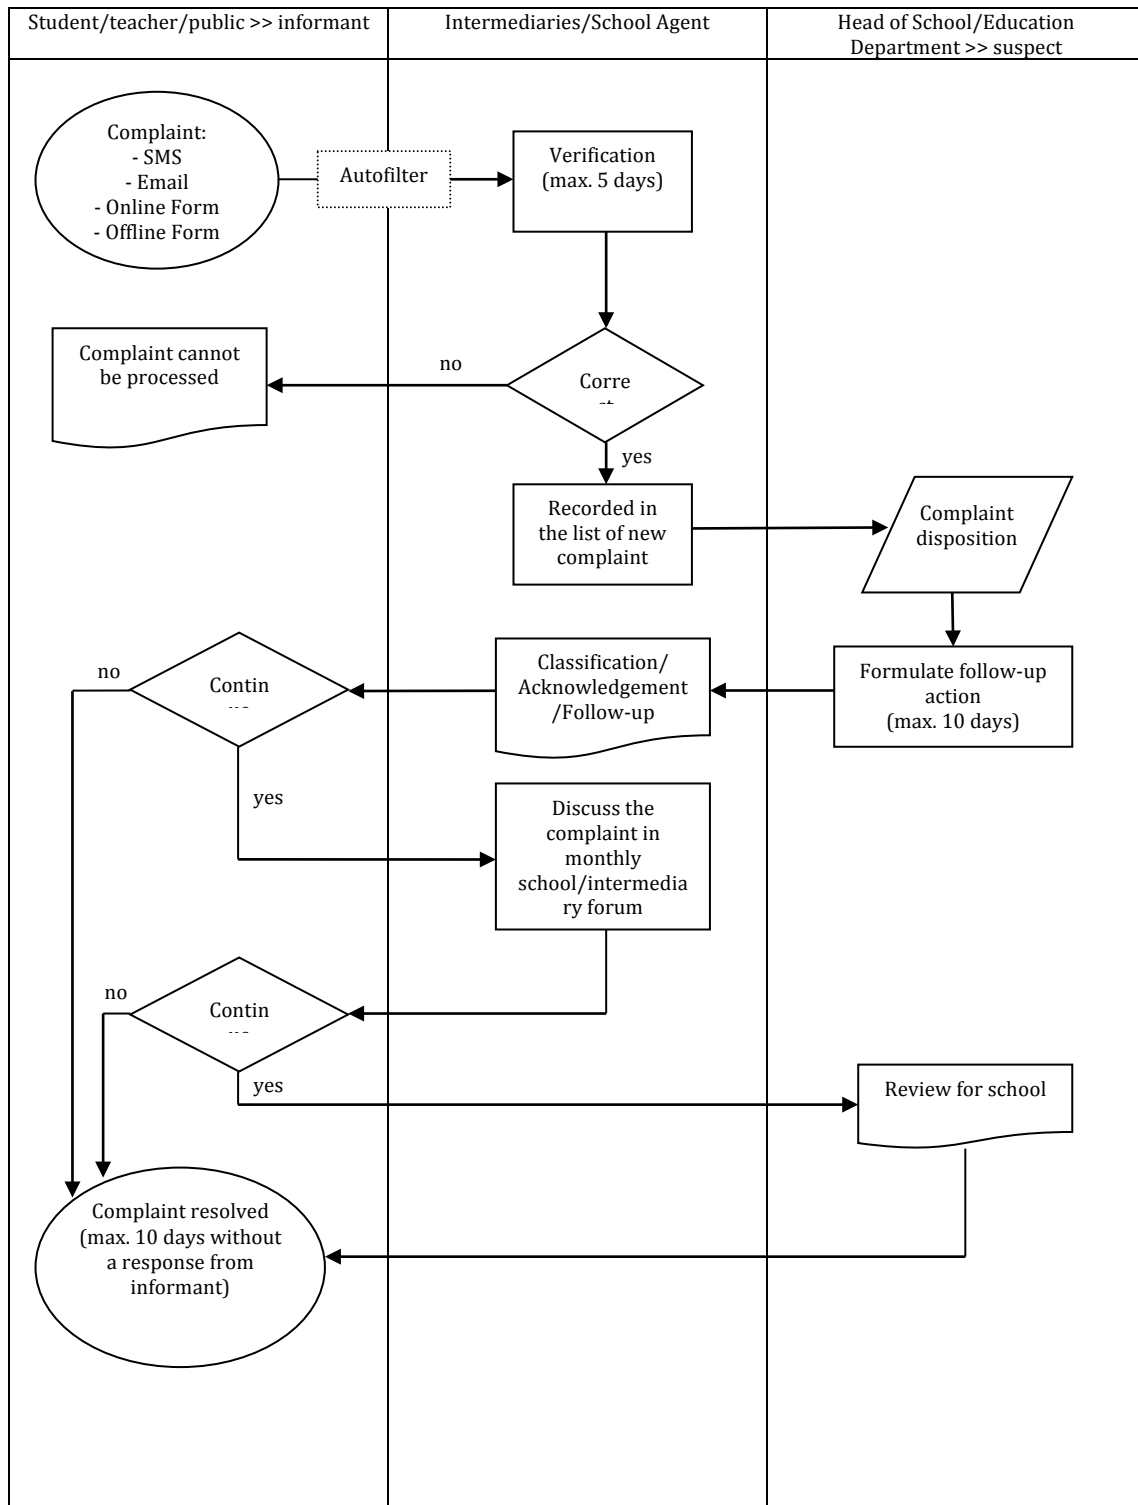 Student/teacher/public >> informant
Intermediaries/School Agent
Head of School/Education
Department >> suspect
Complaint:
- SMS
- Email
- Online Form
- Offline Form
Autofilter
Verification
(max. 5 days)
Complaint cannot
be processed
no
Corre
yes
Recorded in
the list of new
complaint
Complaint
disposition
no
Contin
Classification/
Acknowledgement
/Follow-up
Formulate follow-up
action
(max. 10 days)
yes
Discuss the
complaint in
monthly
school/intermedia
ry forum
no
Contin
yes
Review for school
Complaint resolved
(max. 10 days without
a response from
informant)